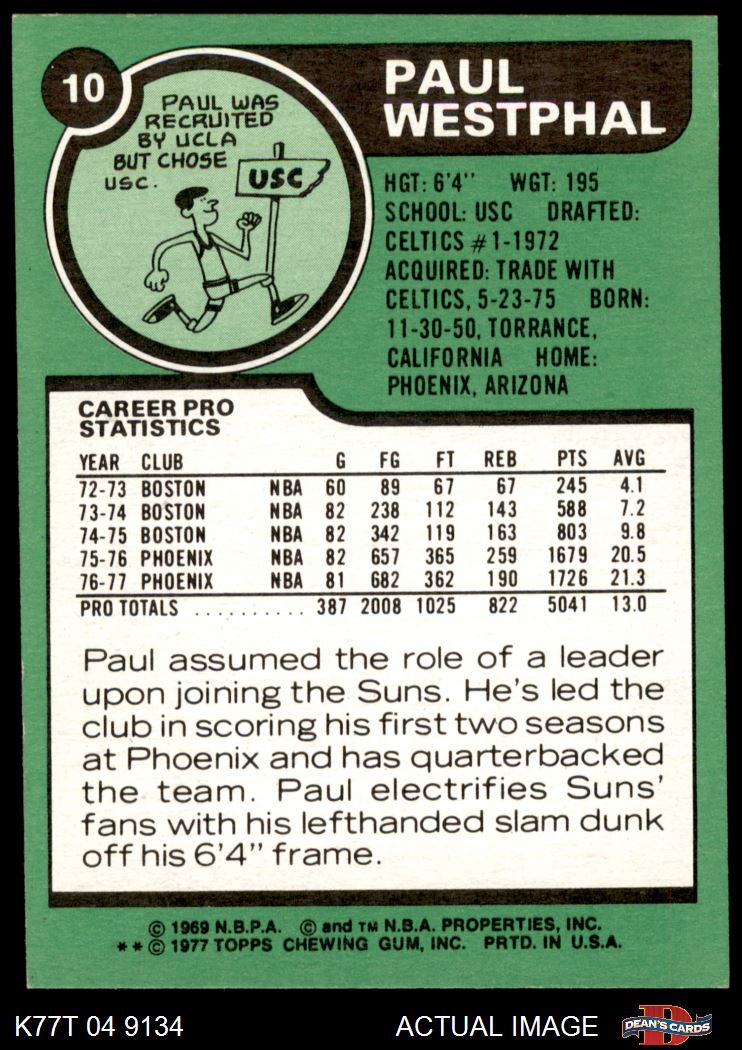 10
PAUL WAS
RECRUITED
BY UCLA
BUT CHOSE
USC.
USC
PAUL
WESTPHAL
HGT: 6'4" WGT: 195
SCHOOL: USC DRAFTED:
CELTICS #1-1972
ACQUIRED: TRADE WITH
CELTICS, 5-23-75 BORN:
11-30-50, TORRANCE,
CALIFORNIA HOME:
PHOENIX, ARIZONA
CAREER PRO
STATISTICS
YEAR CLUB G FG FT REB PTS AVG
72-73 BOSTON NBA 60 89 67 67 245 4.1
73-74 BOSTON NBA 82 238 112 143 588 7.2
74-75 BOSTON NBA 82 342 119 163 803 9.8
75-76 PHOENIX NBA 82 657 365 259 1679 20.5
76-77 PHOENIX NBA 81 682 362 190 1726 21.3
PRO TOTALS .......... 387 2008 1025 822 5041 13.0
Paul assumed the role of a leader
upon joining the Suns. He's led the
club in scoring his first two seasons
at Phoenix and has quarterbacked
the team. Paul electrifies Suns'
fans with his lefthanded slam dunk
off his 6'4" frame.
© 1969 N.B.P.A. © and TM N.B.A. PROPERTIES, INC.
**© 1977 TOPPS CHEWING GUM, INC. PRTD. IN U.S.A.
K77T 04 9134 ACTUAL IMAGE D DEAN'S CARDS